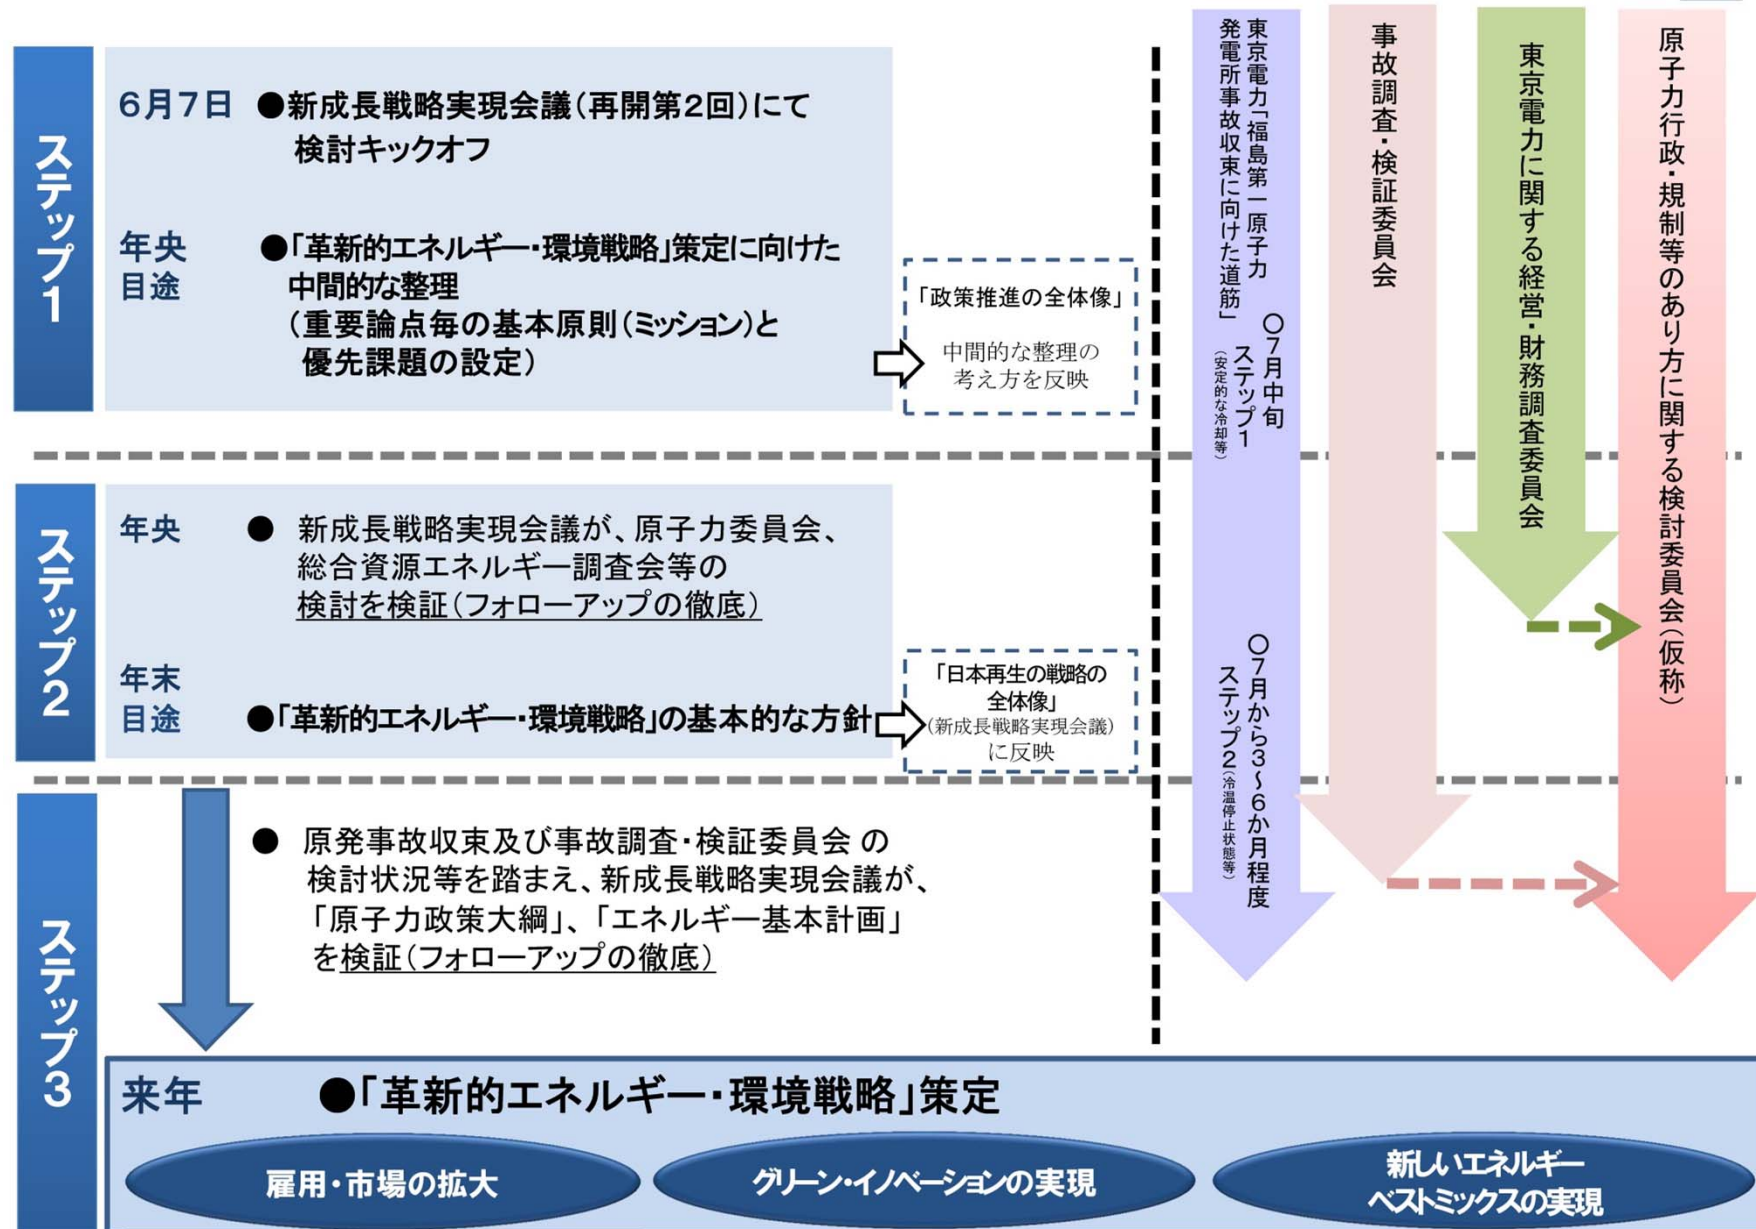 ステップ1
6月7日 ●新成長戦略実現会議(再開第2回)にて
検討キックオフ
年央
目途
●「革新的エネルギー・環境戦略」策定に向けた
中間的な整理
(重要論点毎の基本原則(ミッション)と
優先課題の設定)
「政策推進の全体像」
中間的な整理の
考え方を反映
ステップ2
年央 ● 新成長戦略実現会議が、原子力委員会、
総合資源エネルギー調査会等の
検討を検証(フォローアップの徹底)
年末
目途 ●「革新的エネルギー・環境戦略」の基本的な方針
「日本再生の戦略の
全体像」
(新成長戦略実現会議)
に反映
ステップ3
● 原発事故収束及び事故調査・検証委員会 の
検討状況等を踏まえ、新成長戦略実現会議が、
「原子力政策大綱」、「エネルギー基本計画」
を検証(フォローアップの徹底)
来年 ●「革新的エネルギー・環境戦略」策定
雇用・市場の拡大
グリーン・イノベーションの実現
新しいエネルギー
ベストミックスの実現
東京電力「福島第一原子力
発電所事故収束に向けた道筋」
○7月中旬
ステップ1
(安定的な冷却等)
○7月から3~6か月程度
ステップ2(冷温停止状態等)
事故調査・検証委員会
東京電力に関する経営・財務調査委員会
原子力行政・規制等のあり方に関する検討委員会(仮称)